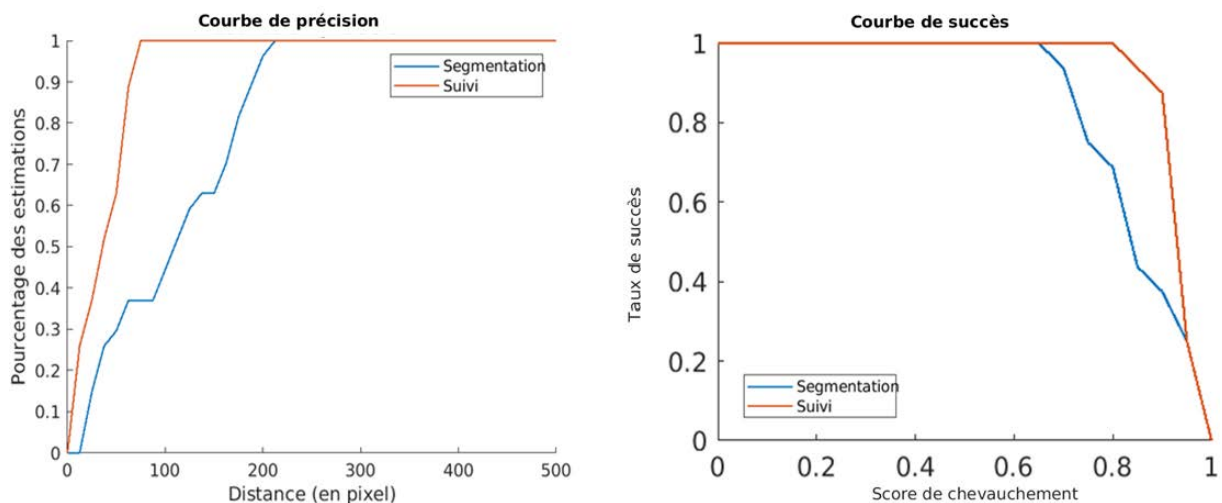 Courbe de précision
1
0.9
0.8
0.7
0.6
0.5
0.4
0.3
0.2
0.1
0
Pourcentage des estimations
Segmentation
Suivi
0 100 200 300 400 500
Distance (en pixel)
Courbe de succès
1
0.8
0.6
0.4
0.2
0
Taux de succès
Segmentation
Suivi
0 0.2 0.4 0.6 0.8 1
Score de chevauchement